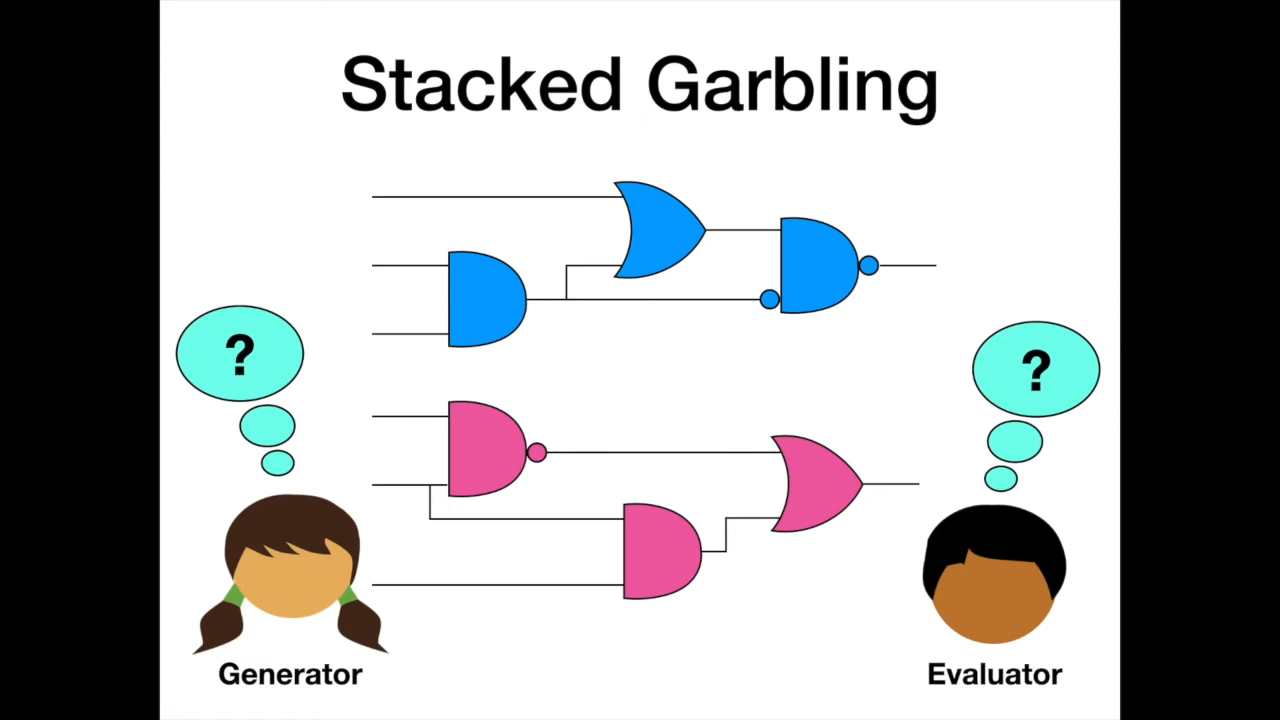 Stacked Garbling
?
?
Generator
Evaluator